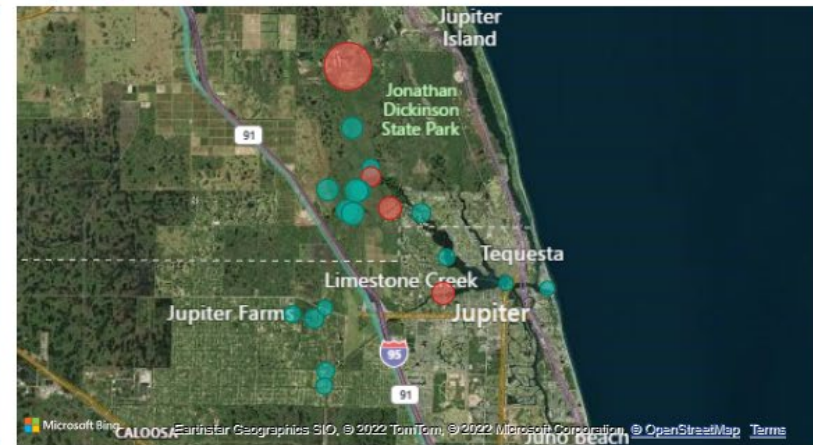 Jupiter
Island
Jonathan
Dickinson
State Park
91
Tequesta
Limestone Creek
Jupiter Farms
Jupiter
95
91
Microsoft Bing
CALOOSA
Earthstar Geographics SIO, © 2022 TomTom, © 2022 Microsoft Corporation, © OpenStreetMap Terms
Juno Beach